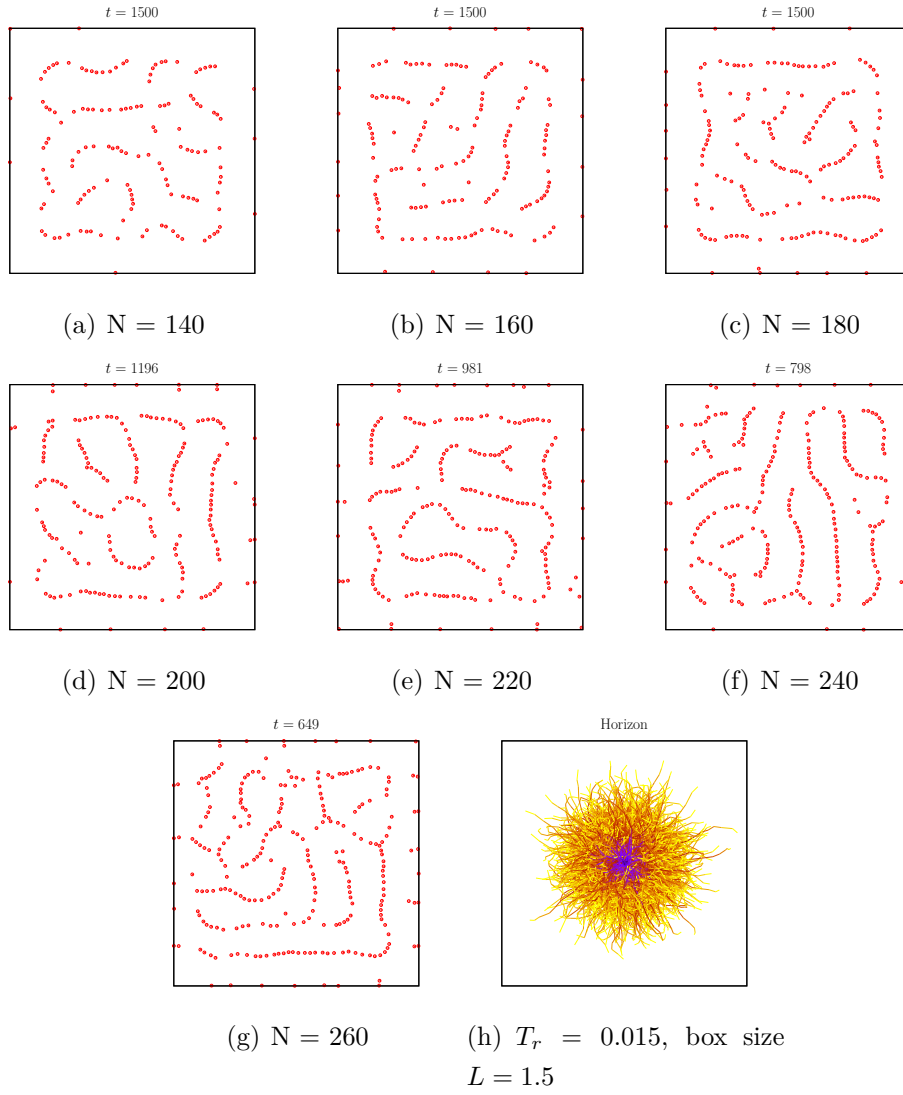 t = 1500
t = 1500
t = 1500
(a) N = 140
(b) N = 160
(c) N = 180
t = 1196
t = 981
t = 798
(d) N = 200
(e) N = 220
(f) N = 240
t = 649
Horizon
(g) N = 260
(h) T_r = 0.015, box size
L = 1.5